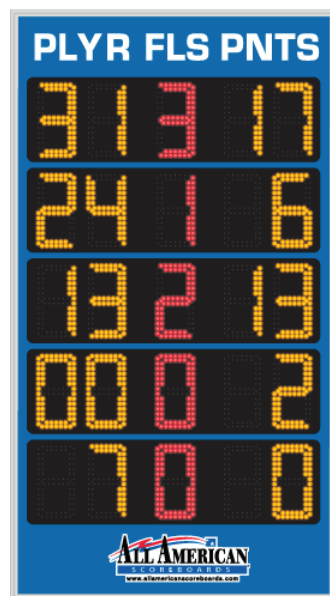 PLYR FLS PNTS
31 3 17
24 1 6
13 2 13
00 0 2
7 0 0
ALL AMERICAN
SCOREBOARDS
www.allamericanscoreboards.com